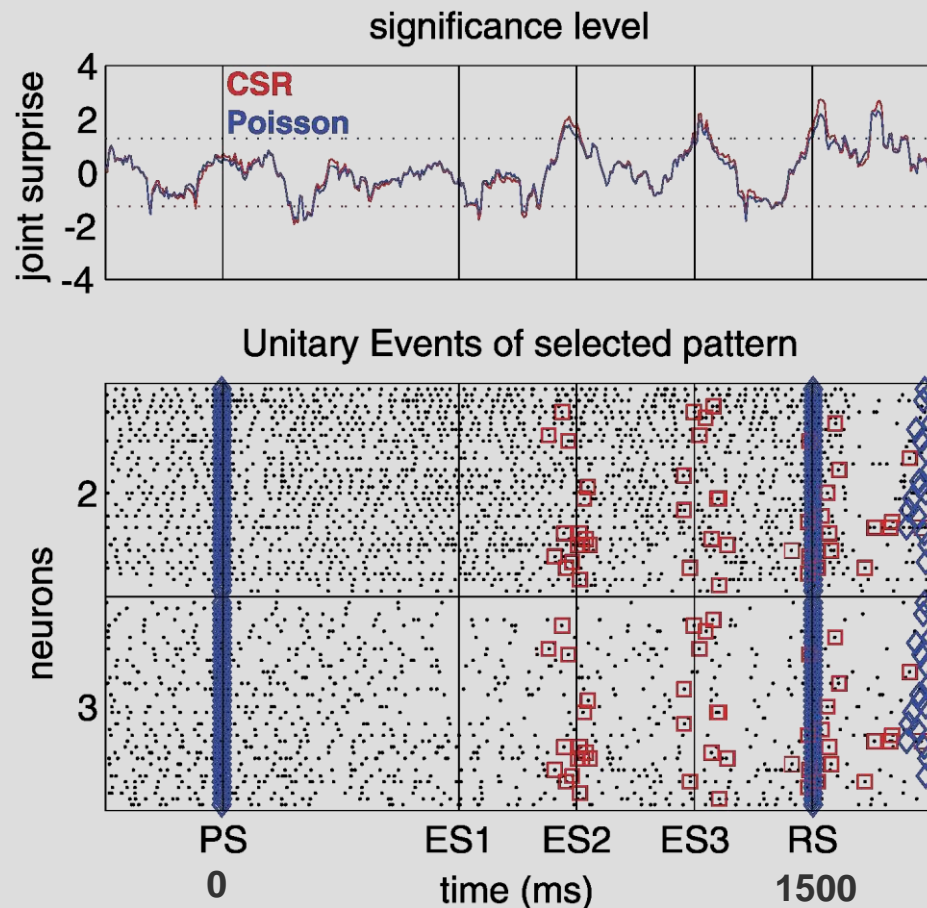 significance level
4
CSR
Poisson
2
0
-2
-4
joint surprise
Unitary Events of selected pattern
2
3
neurons
PS ES1 ES2 ES3 RS
0 time (ms) 1500